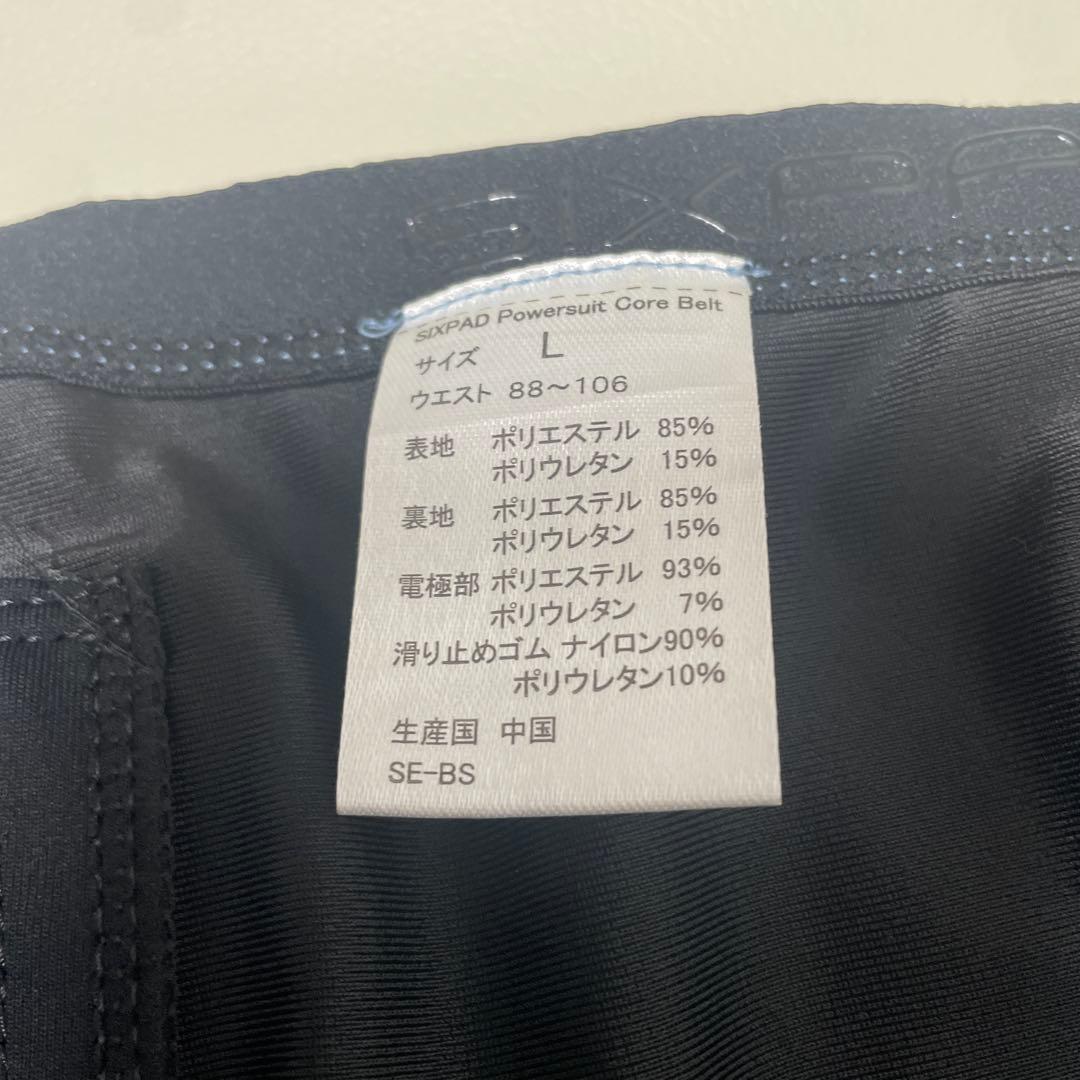 SIXPA
SIXPAD Powersuit Core Belt
サイズ L
ウエスト 88～106
表地 ポリエステル 85%
ポリウレタン 15%
裏地 ポリエステル 85%
ポリウレタン 15%
電極部 ポリエステル 93%
ポリウレタン 7%
滑り止めゴム ナイロン90%
ポリウレタン10%
生産国 中国
SE-BS